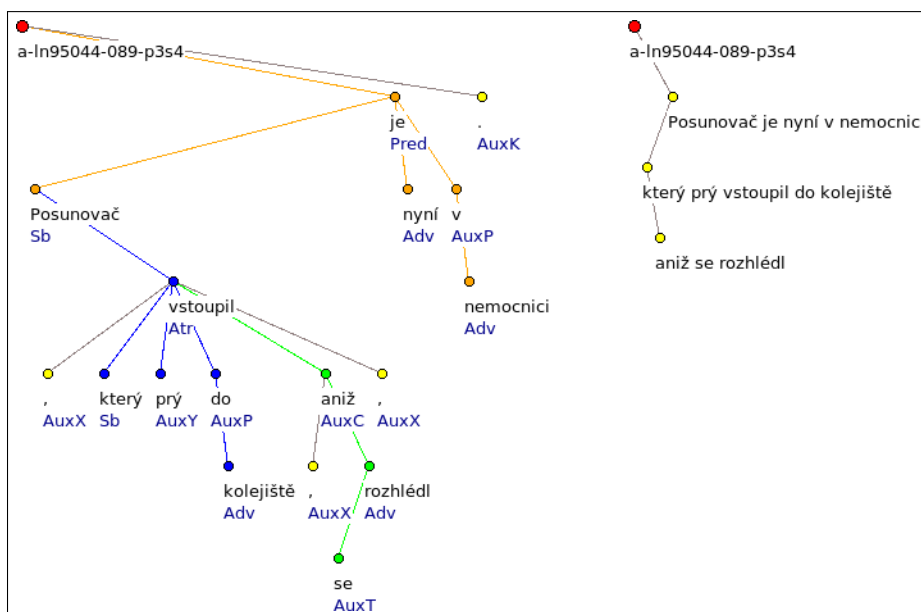 a-ln95044-089-p3s4
je
Pred
.
AuxK
Posunovač
Sb
nyní
Adv
v
AuxP
vstoupil
Atr
nemocnici
Adv
,
AuxX
který
Sb
prý
AuxY
do
AuxP
aniž
AuxC
,
AuxX
kolejiště
Adv
,
AuxX
rozhlédl
Adv
se
AuxT
a-ln95044-089-p3s4
Posunovač je nyní v nemocnici
který prý vstoupil do kolejiště
aniž se rozhlédl